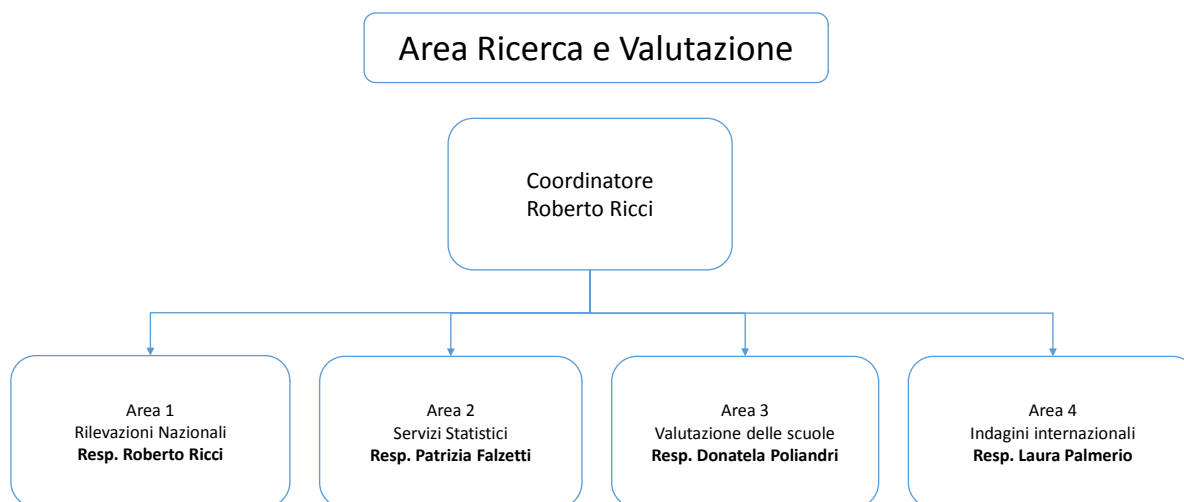 Area Ricerca e Valutazione
Coordinatore
Roberto Ricci
Area 1
Rilevazioni Nazionali
Resp. Roberto Ricci
Area 2
Servizi Statistici
Resp. Patrizia Falzetti
Area 3
Valutazione delle scuole
Resp. Donatela Poliandri
Area 4
Indagini internazionali
Resp. Laura Palmerio